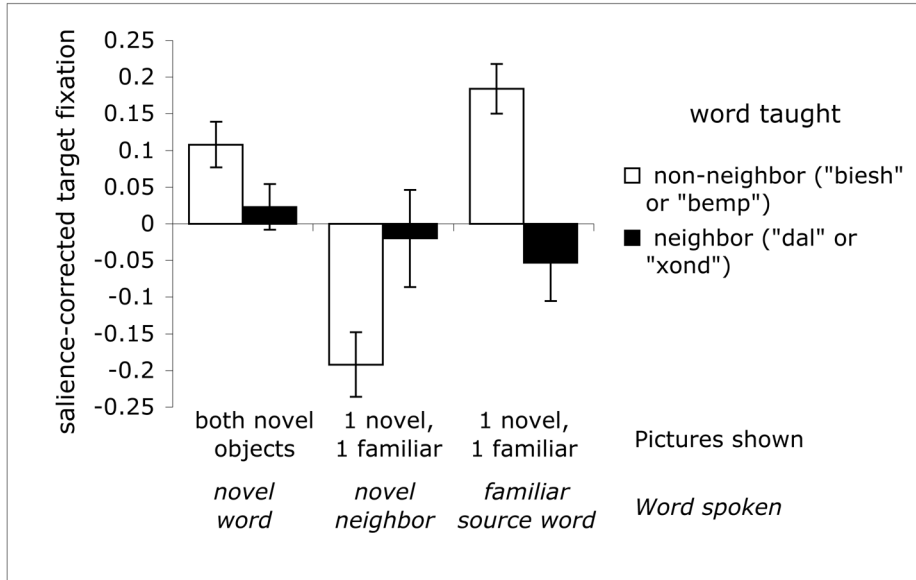 salience-corrected target fixation
0.25
0.2
0.15
0.1
0.05
0
-0.05
-0.1
-0.15
-0.2
-0.25
word taught
non-neighbor ("biesh"
or "bemp")
neighbor ("dal" or
"xond")
both novel
objects
1 novel,
1 familiar
1 novel,
1 familiar
Pictures shown
novel
word
novel
neighbor
familiar
source word
Word spoken